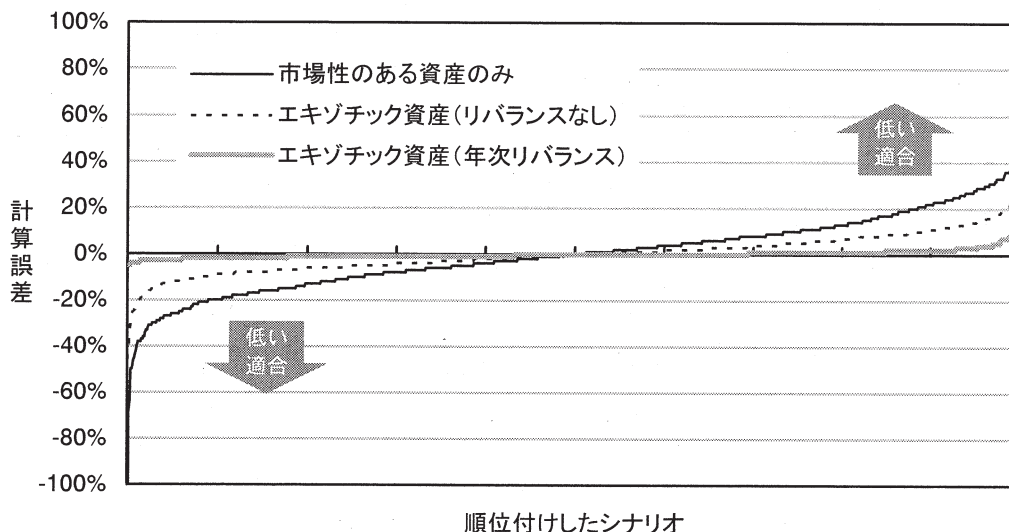 100%
80%
60%
40%
20%
0%
-20%
-40%
-60%
-80%
-100%
計算誤差
市場性のある資産のみ
エキゾチック資産(リバランスなし)
エキゾチック資産(年次リバランス)
低い
適合
低い
適合
順位付けしたシナリオ